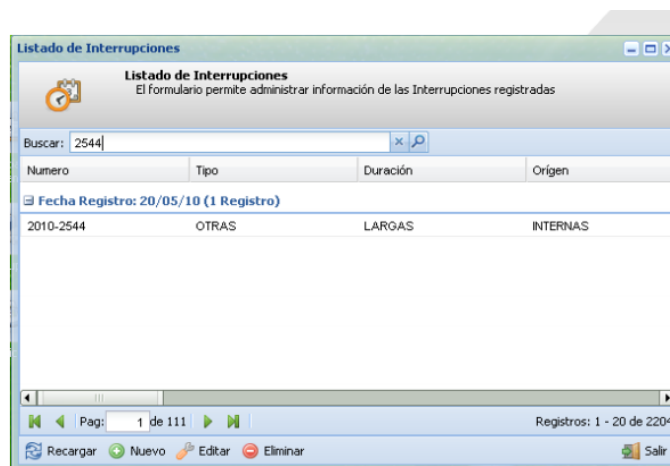 Listado de Interrupciones
Listado de Interrupciones
El formulario permite administrar información de las Interrupciones registradas
Buscar: 2544
Numero Tipo Duración Orígen
Fecha Registro: 20/05/10 (1 Registro)
2010-2544 OTRAS LARGAS INTERNAS
Pag: 1 de 111 Registros: 1 - 20 de 2204
Recargar Nuevo Editar Eliminar Salir